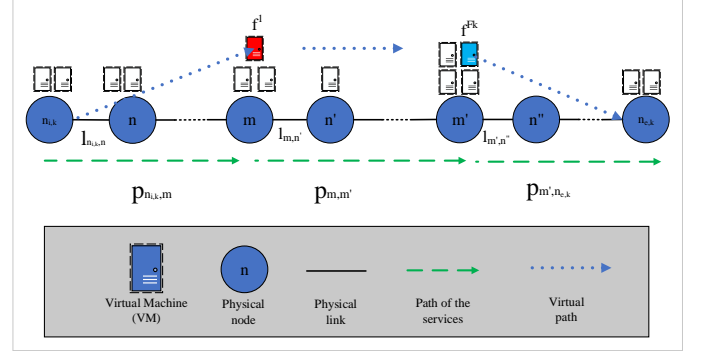 f¹ f^Fk
n_i,k n m n' m' n'' n_e,k
l_n_i,k,n l_m,n' l_m',n''
p_n_i,k,m p_m,m' p_m',n_e,k
n
Virtual Machine Physical Physical Path of the Virtual
(VM) node link services path